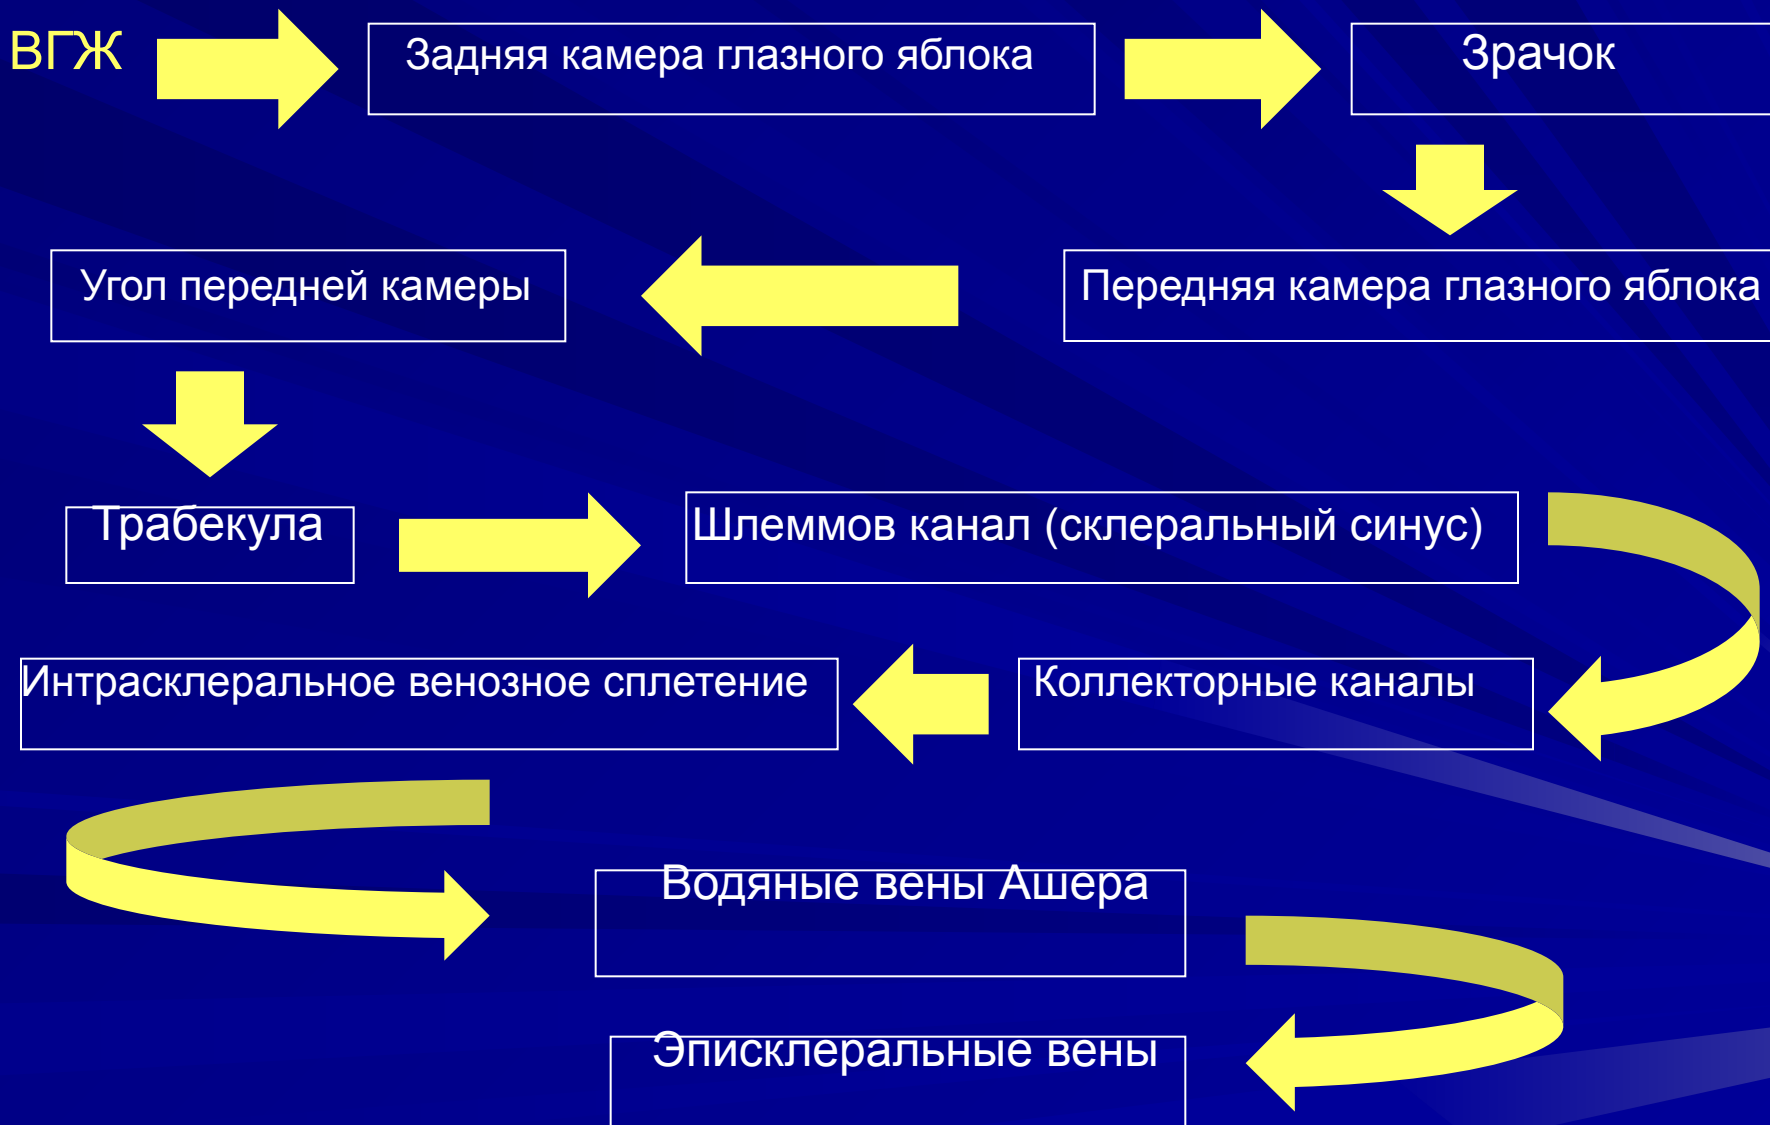 ВГЖ
Задняя камера глазного яблока
Зрачок
Передняя камера глазного яблока
Угол передней камеры
Трабекула
Шлеммов канал (склеральный синус)
Коллекторные каналы
Интрасклеральное венозное сплетение
Водяные вены Ашера
Эписклеральные вены